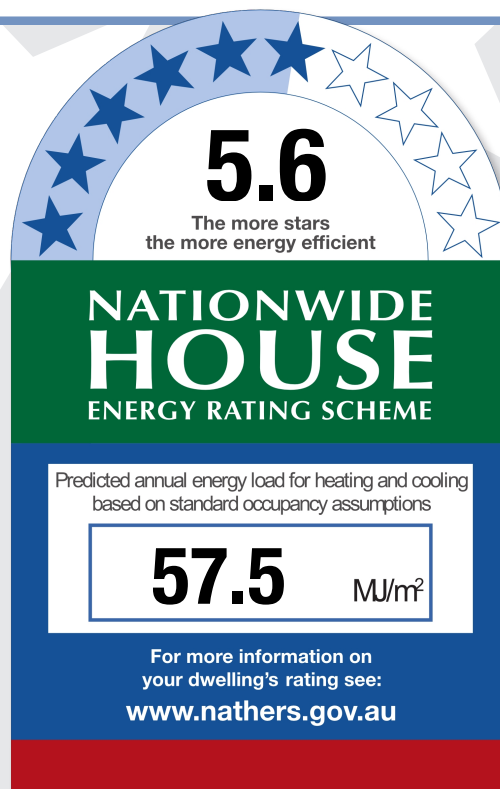 5.6
The more stars
the more energy efficient
NATIONWIDE
HOUSE
ENERGY RATING SCHEME
Predicted annual energy load for heating and cooling
based on standard occupancy assumptions
57.5 MJ/m²
For more information on
your dwelling's rating see:
www.nathers.gov.au